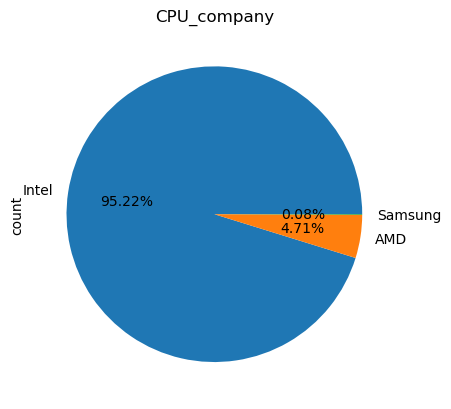 CPU_company
Intel
count
95.22%
0.08%
Samsung
4.71%
AMD